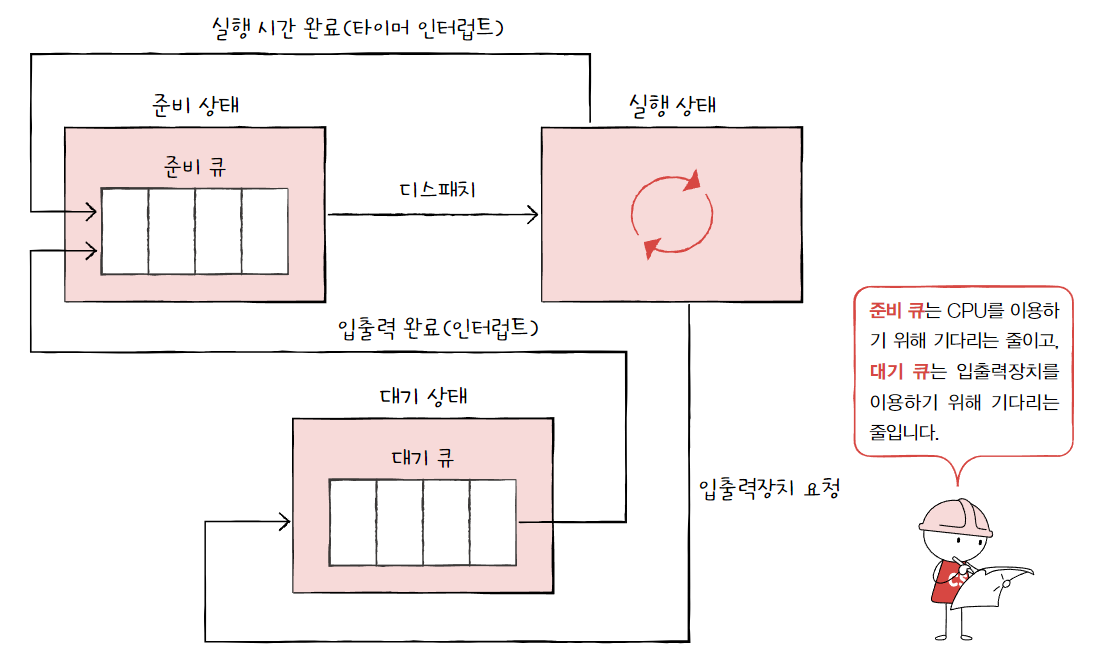 실행 시간 완료(타이머 인터럽트)
준비 상태
실행 상태
준비 큐
디스패치
입출력 완료(인터럽트)
대기 상태
대기 큐
입출력장치 요청
준비 큐는 CPU를 이용하
기 위해 기다리는 줄이고,
대기 큐는 입출력장치를
이용하기 위해 기다리는
줄입니다.